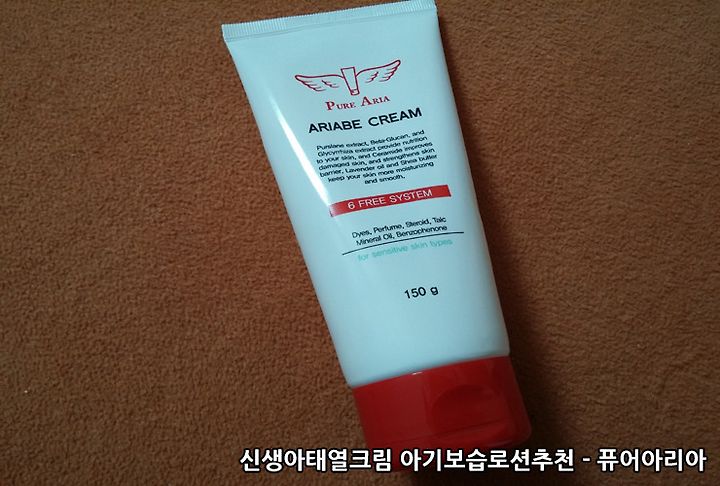 PURE ARIA
ARIABE CREAM
Purslane extract, Beta-Glucan, and
Glycyrrhiza extract provide nutrition
to your skin, and Ceramide improves
damaged skin, and strengthens skin
barrier. Lavender oil and Shea butter
keep your skin more moisturizing
and smooth.
6 FREE SYSTEM
Dyes, Perfume, Steroid, Talc
Mineral Oil, Benzophenone
for sensitive skin types
150 g
신생아태열크림 아기보습로션추천 - 퓨어아리아